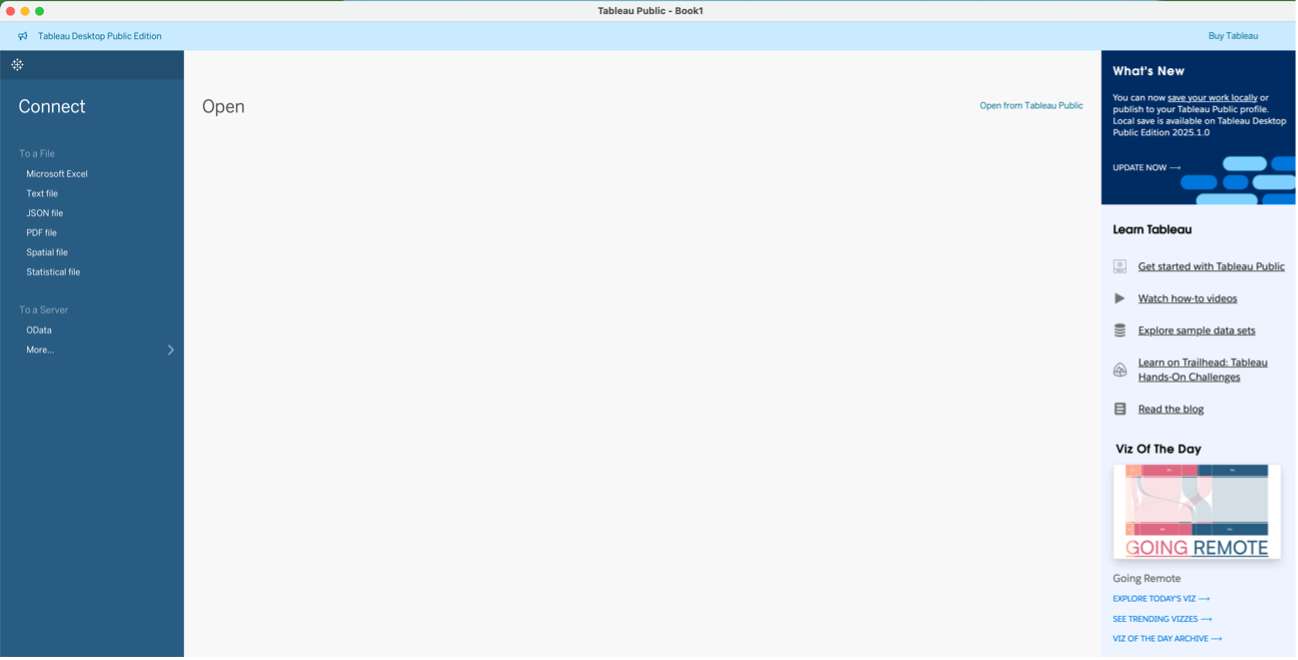 Tableau Public - Book1
Tableau Desktop Public Edition
Buy Tableau
Connect
To a File
Microsoft Excel
Text file
JSON file
PDF file
Spatial file
Statistical file
To a Server
OData
More...
Open
Open from Tableau Public
What's New
You can now save your work locally or
publish to your Tableau Public profile.
Local save is available on Tableau Desktop
Public Edition 2025.1.0
UPDATE NOW →
Learn Tableau
Get started with Tableau Public
Watch how-to videos
Explore sample data sets
Learn on Trailhead: Tableau
Hands-On Challenges
Read the blog
Viz Of The Day
GOING REMOTE
Going Remote
EXPLORE TODAY'S VIZ →
SEE TRENDING VIZZES →
VIZ OF THE DAY ARCHIVE →